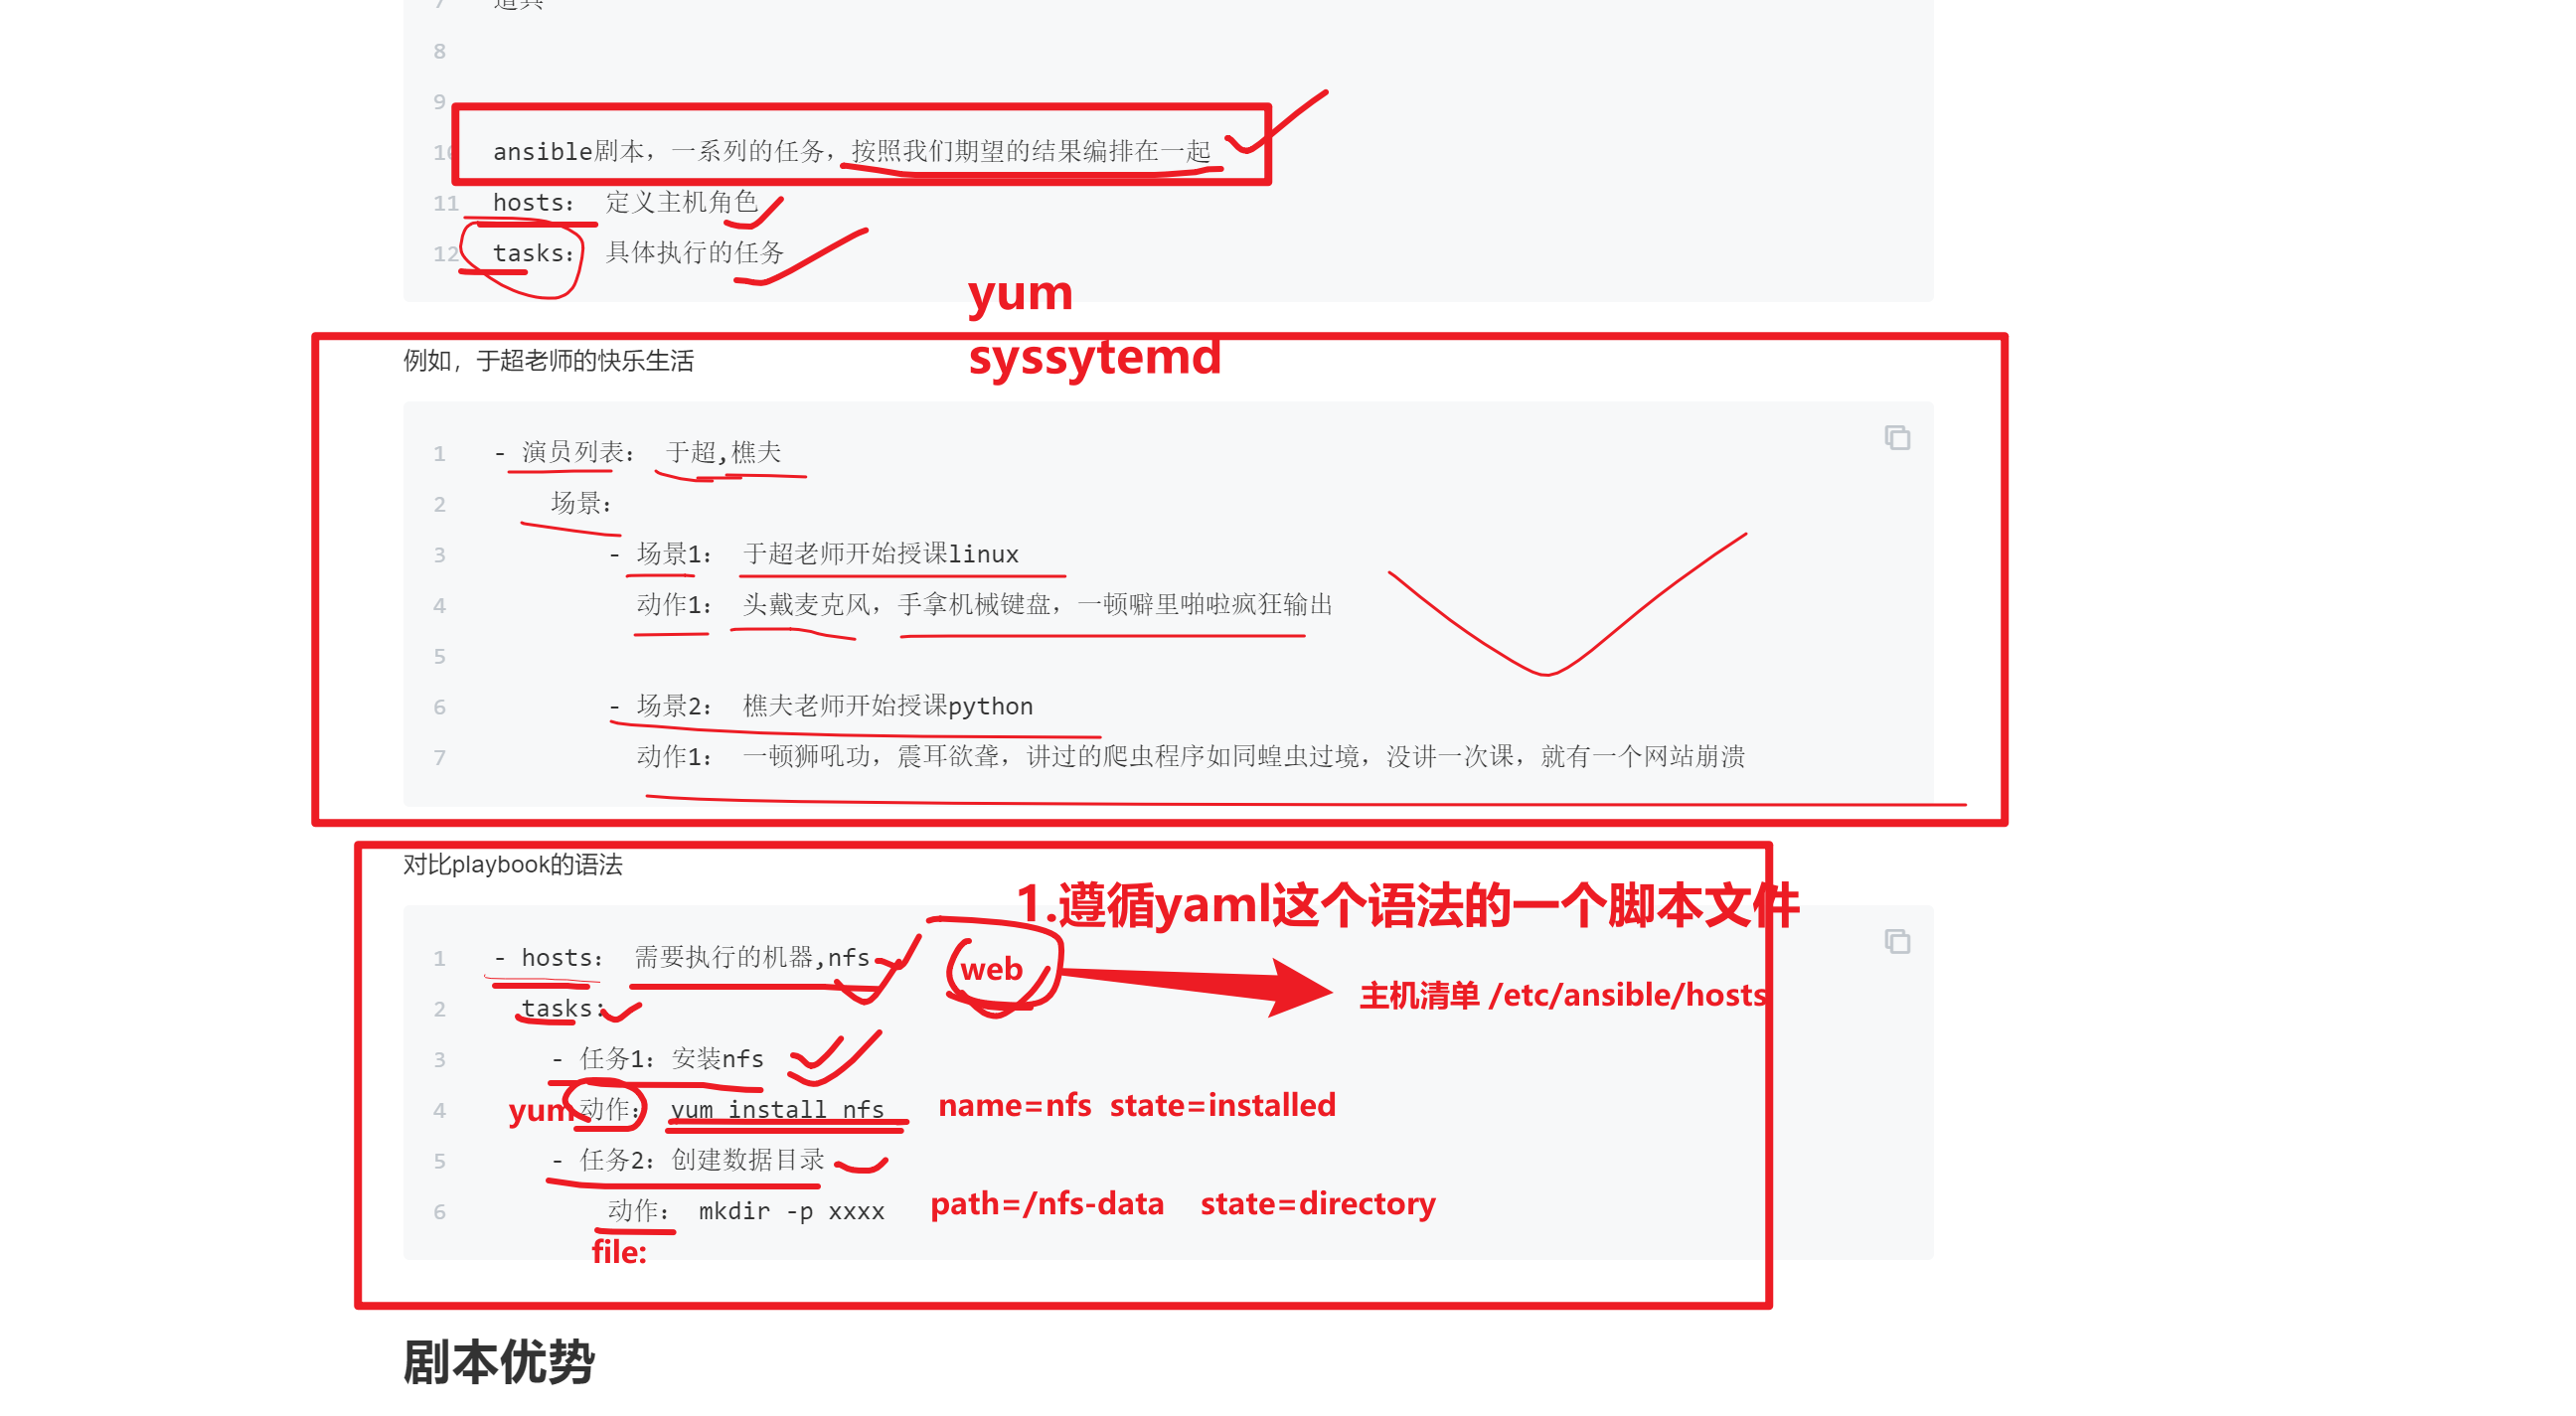 7 道具
8
9
10 ansible剧本，一系列的任务，按照我们期望的结果编排在一起
11 hosts： 定义主机角色
12 tasks： 具体执行的任务
yum
syssytemd
例如，于超老师的快乐生活
1 - 演员列表： 于超,樵夫
2 场景：
3 - 场景1： 于超老师开始授课linux
4 动作1： 头戴麦克风，手拿机械键盘，一顿噼里啪啦疯狂输出
5
6 - 场景2： 樵夫老师开始授课python
7 动作1： 一顿狮吼功，震耳欲聋，讲过的爬虫程序如同蝗虫过境，没讲一次课，就有一个网站崩溃
对比playbook的语法
1.遵循yaml这个语法的一个脚本文件
1 - hosts： 需要执行的机器,nfs web
主机清单 /etc/ansible/hosts
2 tasks：
3 - 任务1：安装nfs
4 yum 动作： yum install nfs name=nfs state=installed
5 - 任务2：创建数据目录
6 动作： mkdir -p xxxx path=/nfs-data state=directory
file:
剧本优势